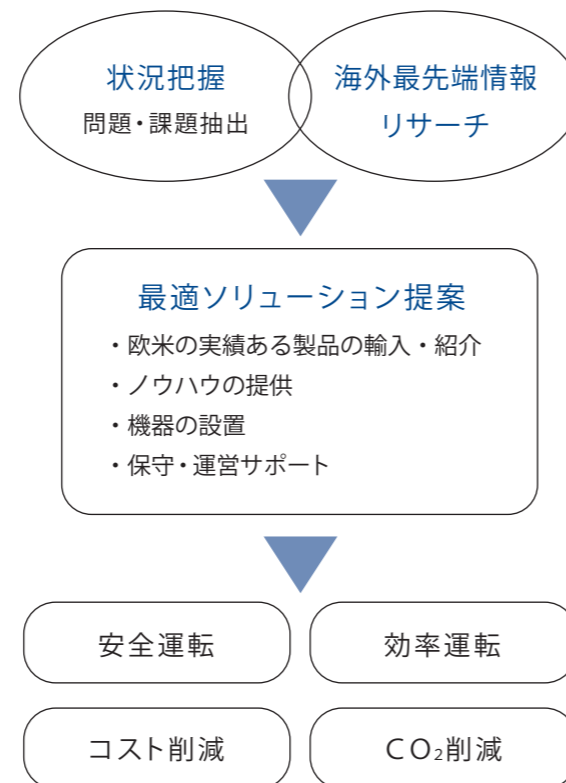 状況把握
問題・課題抽出
海外最先端情報
リサーチ
最適ソリューション提案
・欧米の実績ある製品の輸入・紹介
・ノウハウの提供
・機器の設置
・保守・運営サポート
安全運転
効率運転
コスト削減
CO₂削減